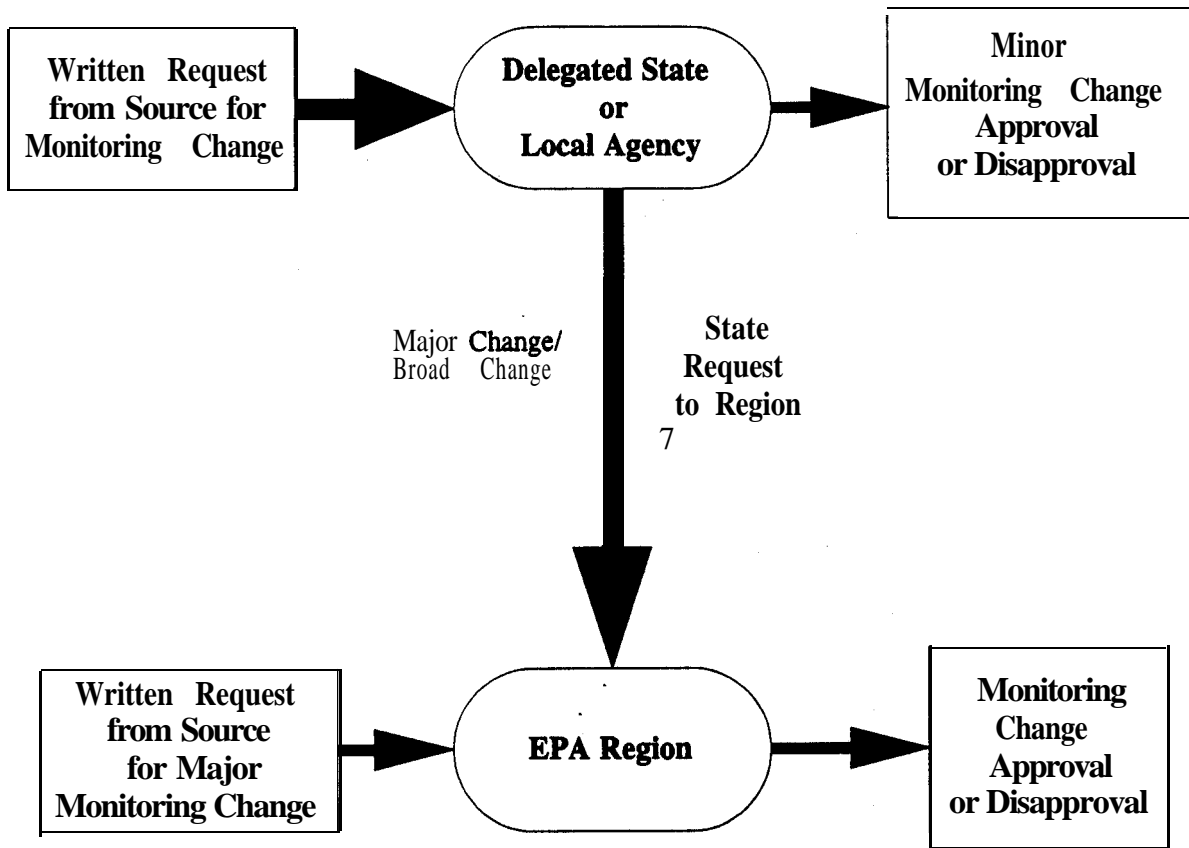 Written Request
from Source for
Monitoring Change
Delegated State
or
Local Agency
Minor
Monitoring Change
Approval
or Disapproval
Major Change/
Broad Change
State
Request
to Region
7
Written Request
from Source
for Major
Monitoring Change
EPA Region
Monitoring
Change
Approval
or Disapproval